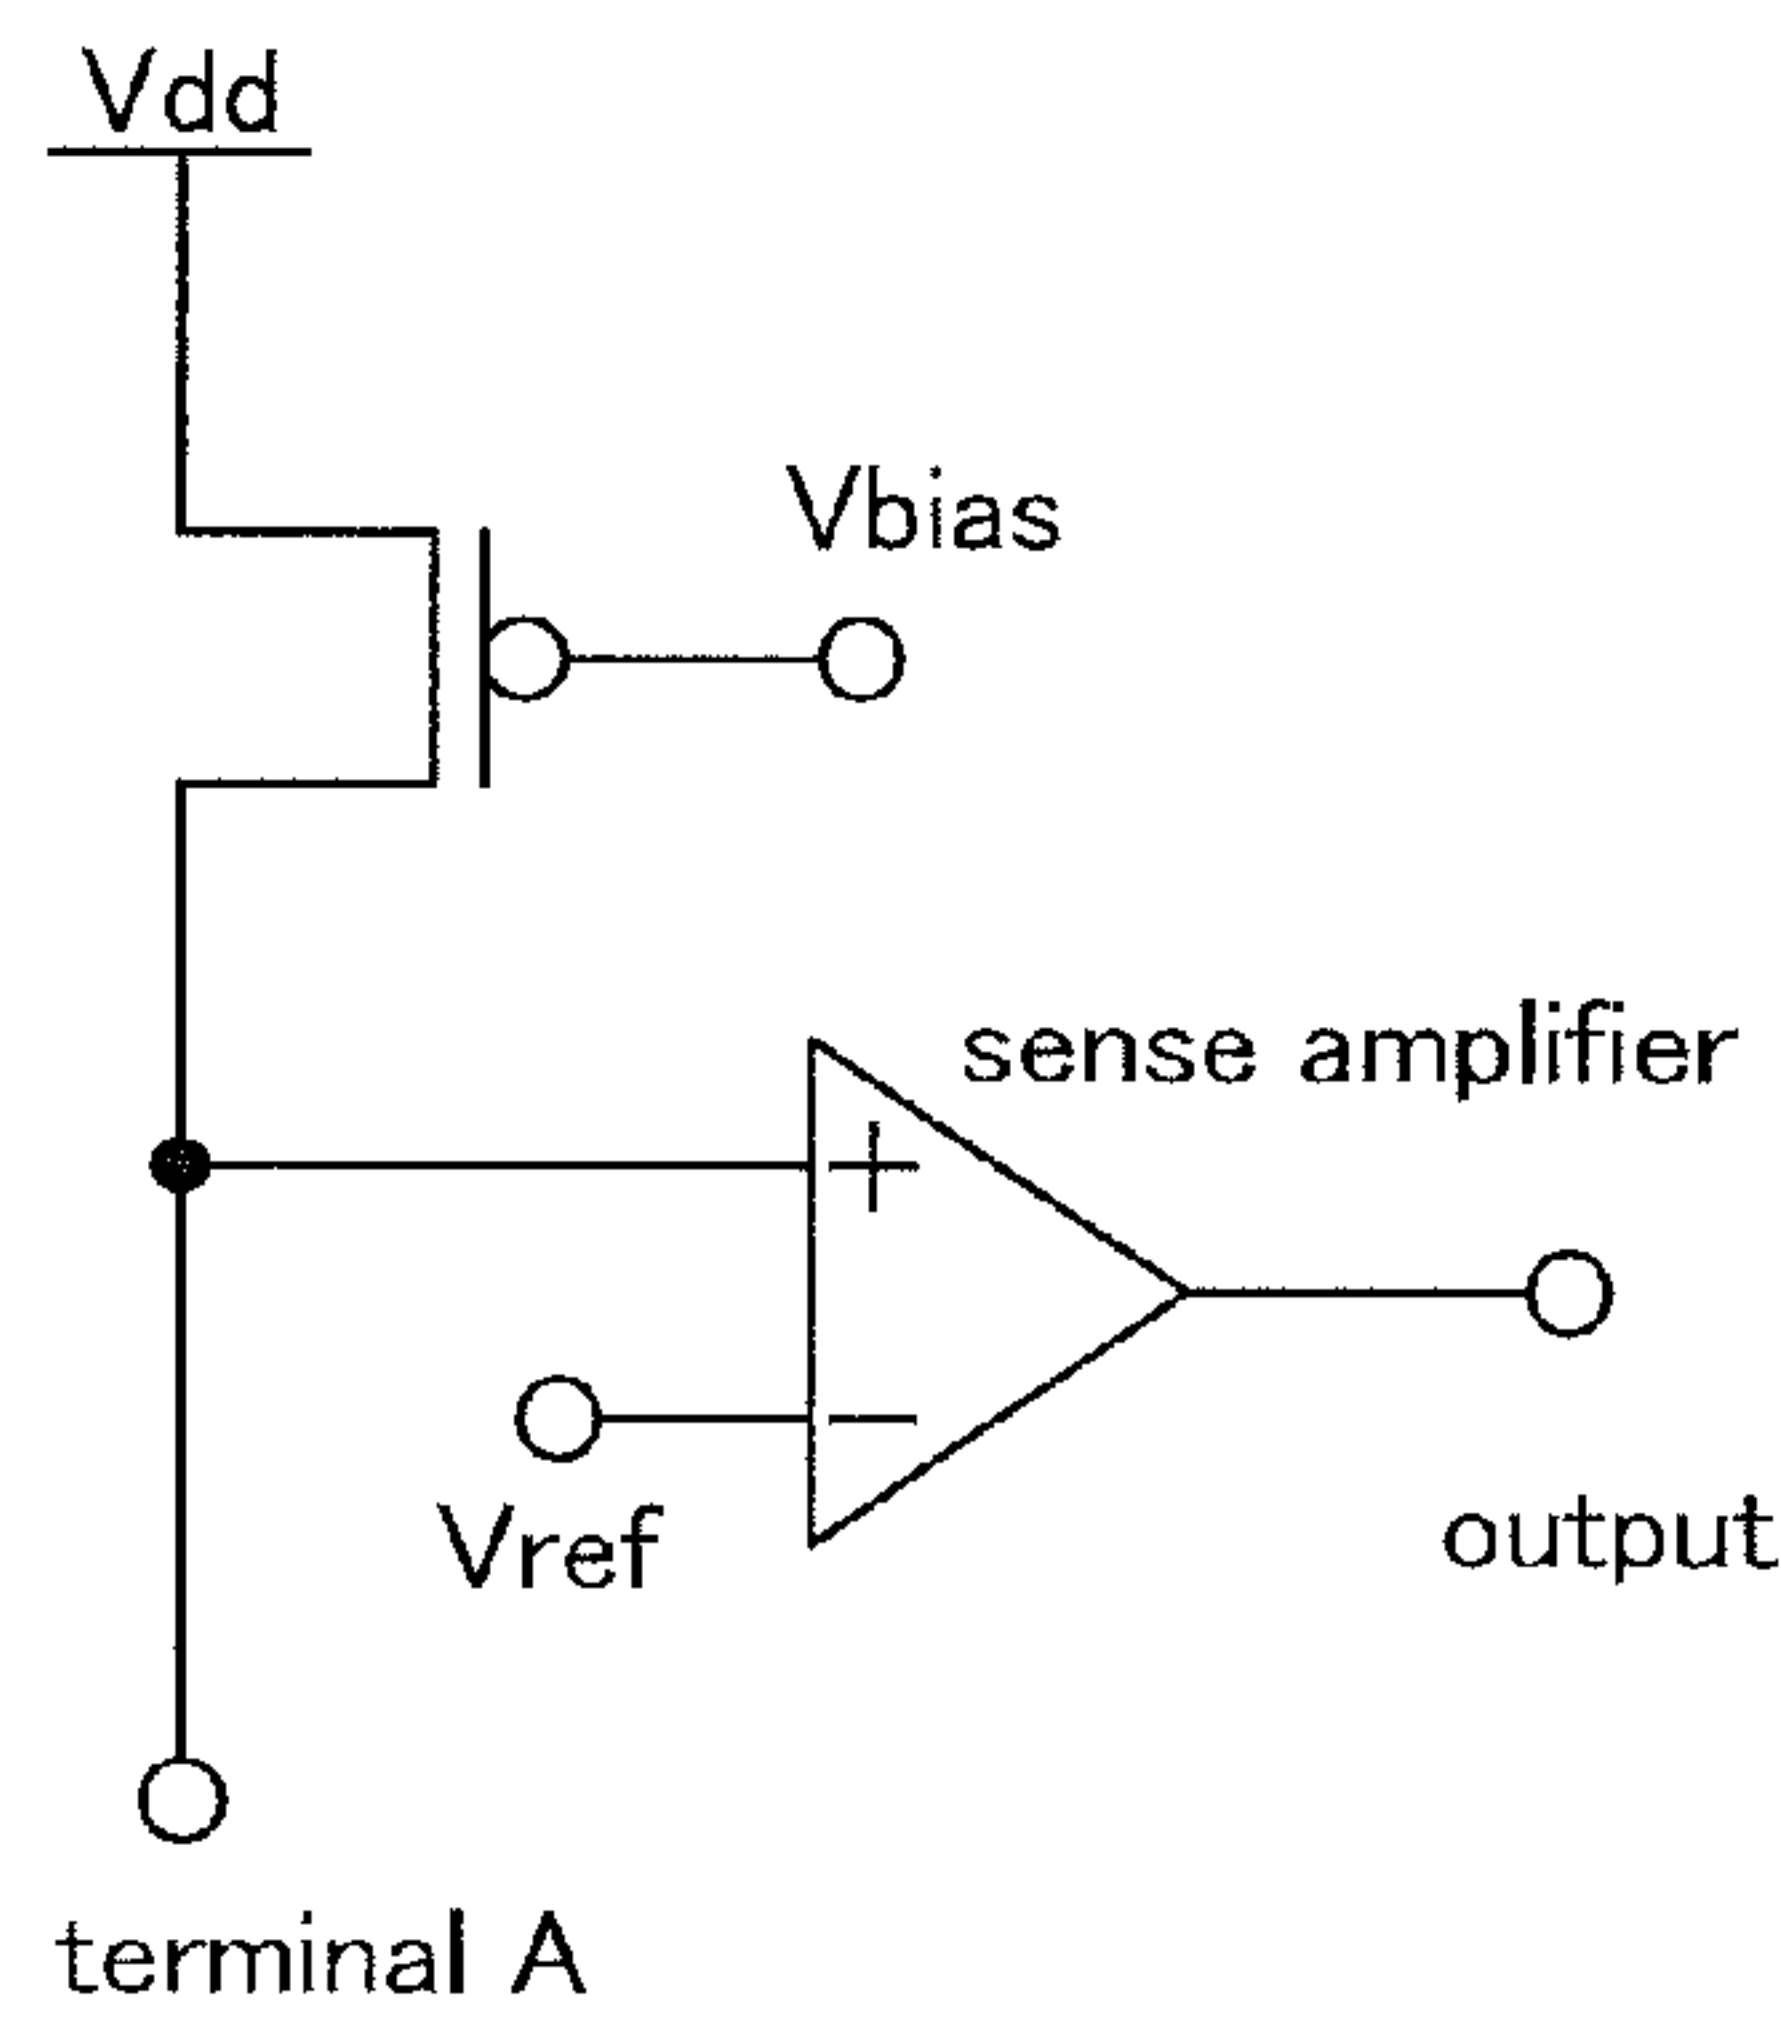 Vdd
Vbias
sense amplifier
+
−
Vref
output
terminal A